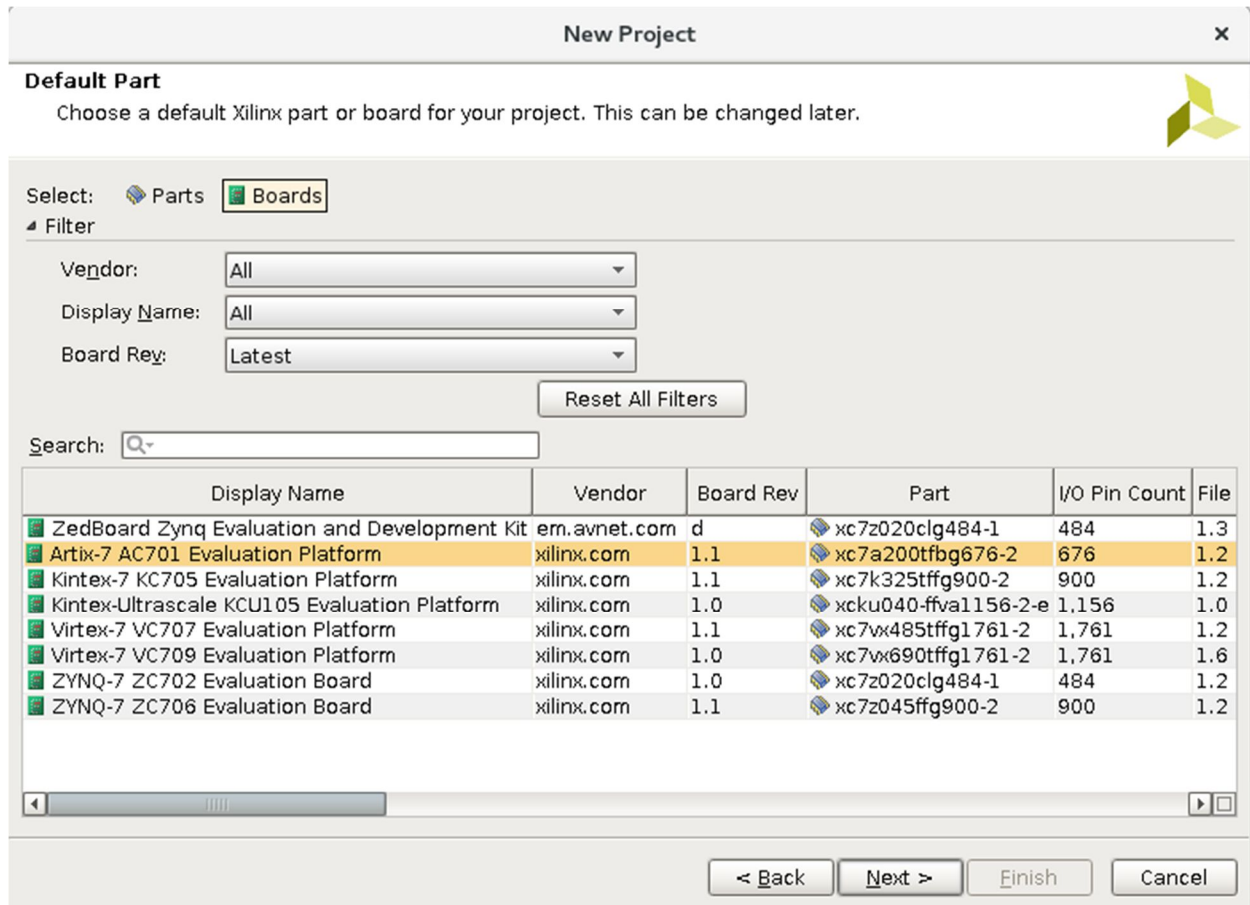 New Project
Default Part
Choose a default Xilinx part or board for your project. This can be changed later.
Select: Parts Boards
Filter
Vendor: All
Display Name: All
Board Rev: Latest
Reset All Filters
Search:
Display Name Vendor Board Rev Part I/O Pin Count File
ZedBoard Zynq Evaluation and Development Kit em.avnet.com d xc7z020clg484-1 484 1.3
Artix-7 AC701 Evaluation Platform xilinx.com 1.1 xc7a200tfbg676-2 676 1.2
Kintex-7 KC705 Evaluation Platform xilinx.com 1.1 xc7k325tffg900-2 900 1.2
Kintex-Ultrascale KCU105 Evaluation Platform xilinx.com 1.0 xcku040-ffva1156-2-e 1,156 1.0
Virtex-7 VC707 Evaluation Platform xilinx.com 1.1 xc7vx485tffg1761-2 1,761 1.2
Virtex-7 VC709 Evaluation Platform xilinx.com 1.0 xc7vx690tffg1761-2 1,761 1.6
ZYNQ-7 ZC702 Evaluation Board xilinx.com 1.0 xc7z020clg484-1 484 1.2
ZYNQ-7 ZC706 Evaluation Board xilinx.com 1.1 xc7z045ffg900-2 900 1.2
< Back Next > Finish Cancel